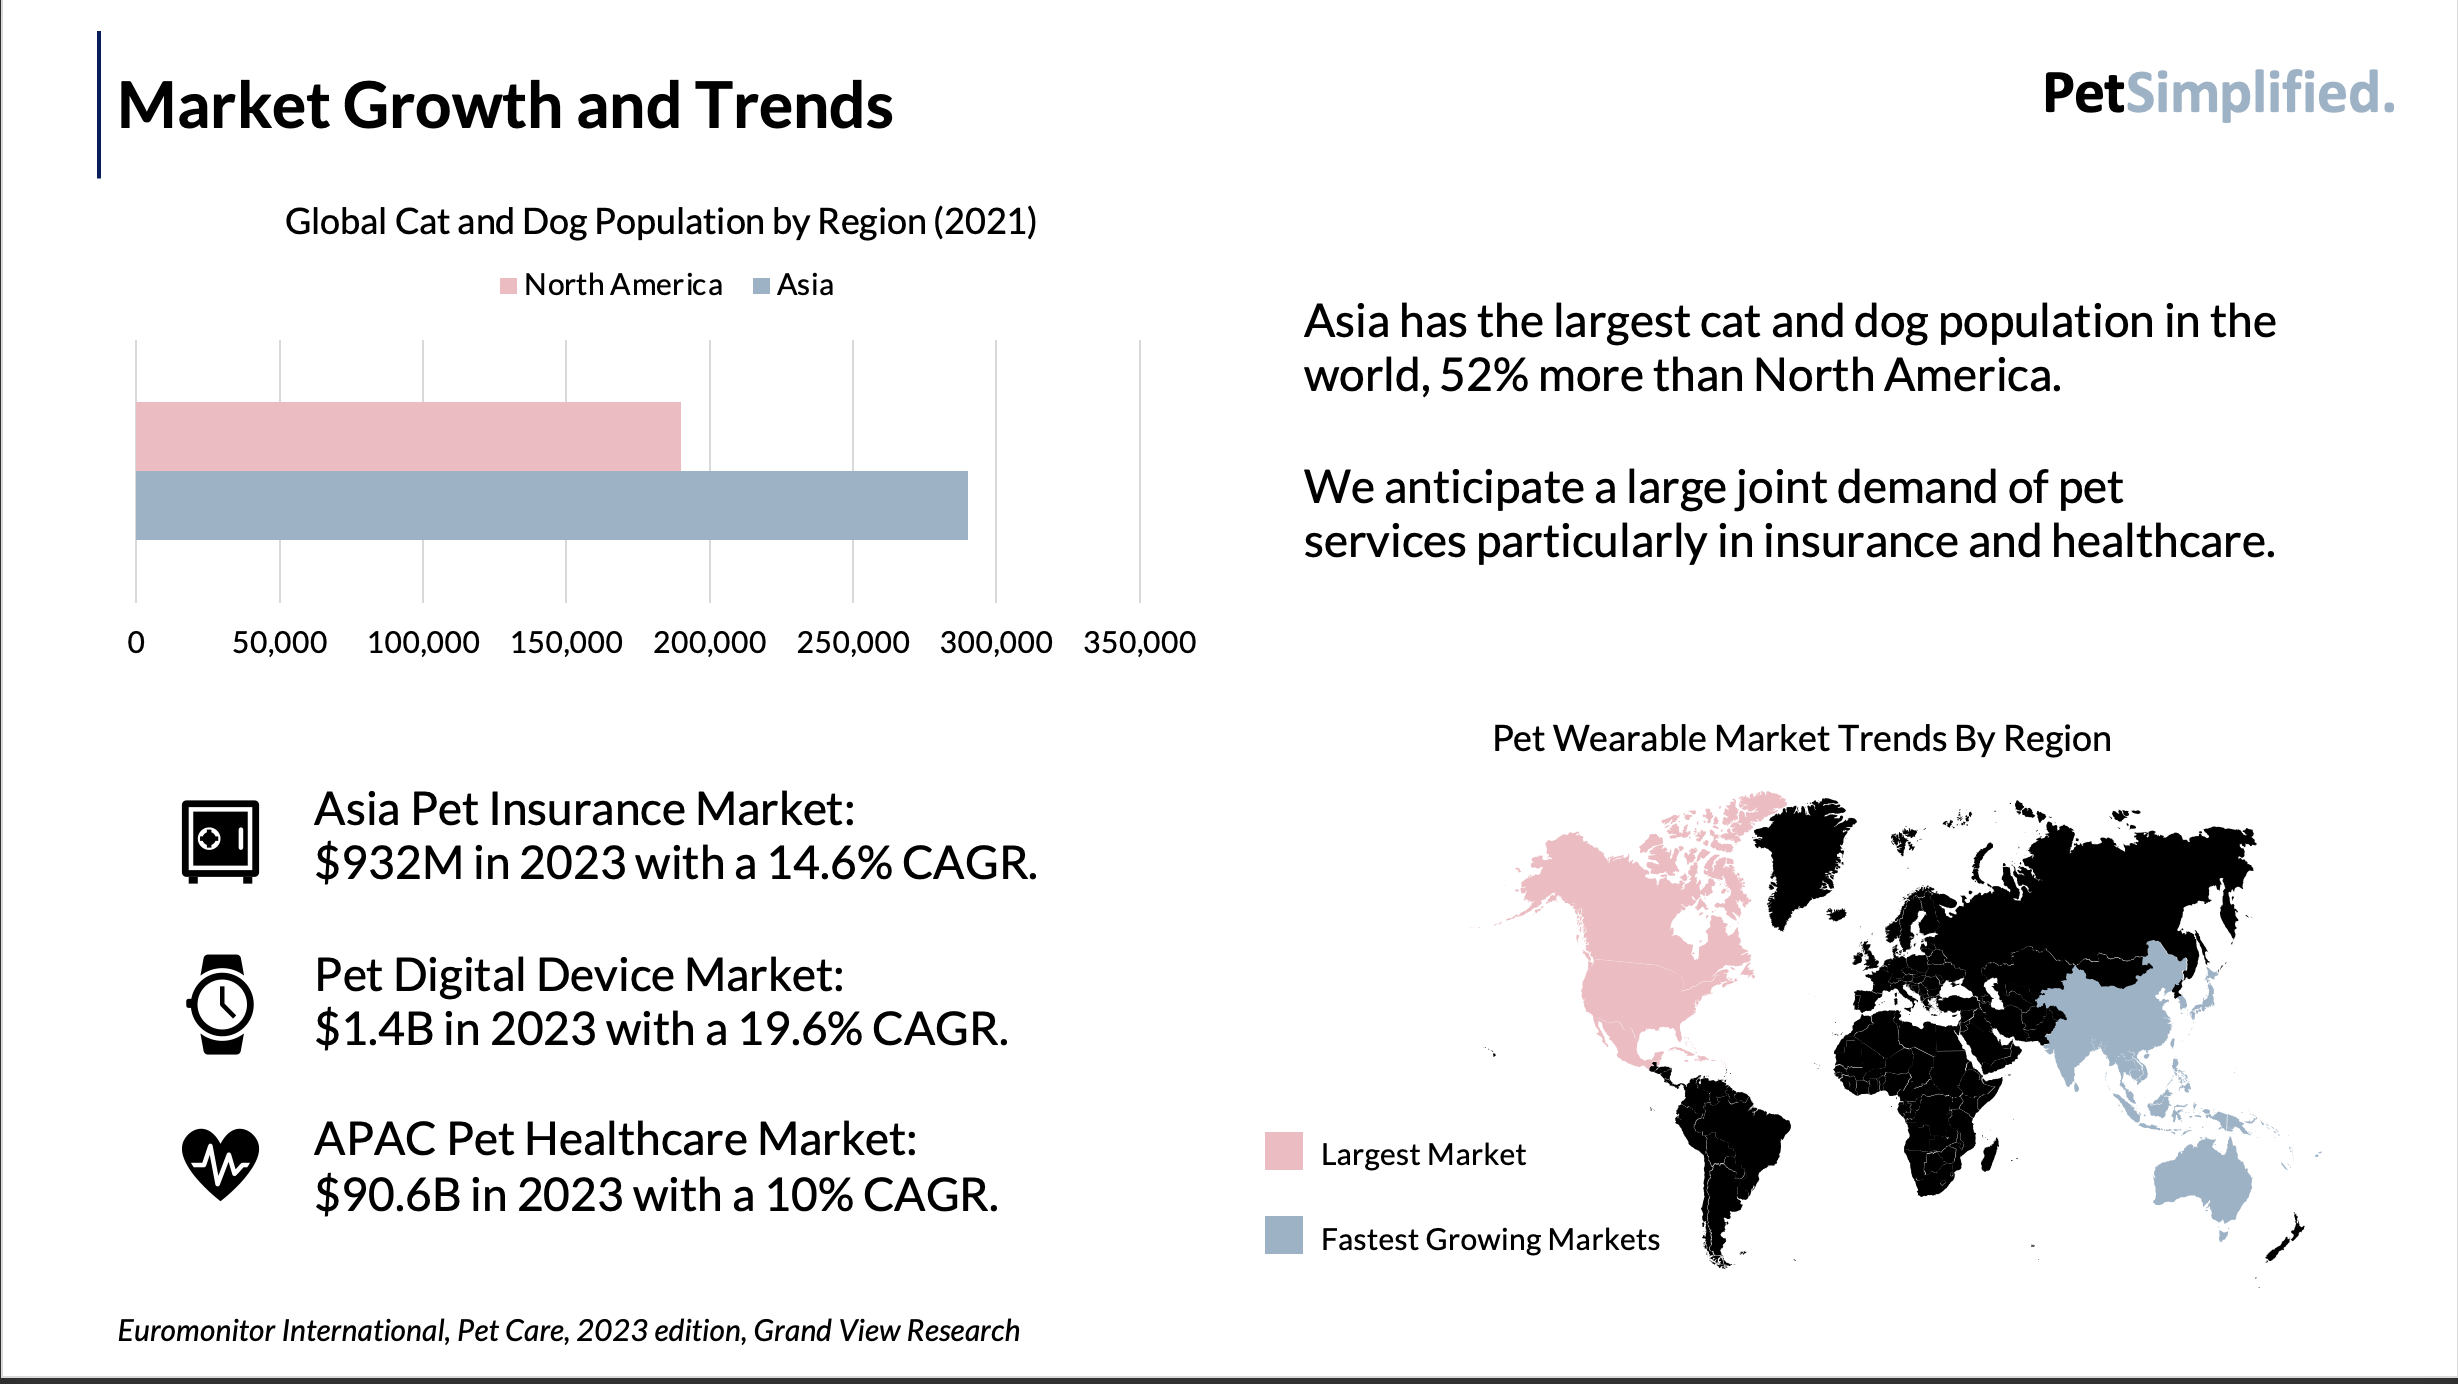 Market Growth and Trends
PetSimplified.
Global Cat and Dog Population by Region (2021)
North America Asia
0 50,000 100,000 150,000 200,000 250,000 300,000 350,000
Asia has the largest cat and dog population in the
world, 52% more than North America.
We anticipate a large joint demand of pet
services particularly in insurance and healthcare.
Asia Pet Insurance Market:
$932M in 2023 with a 14.6% CAGR.
Pet Digital Device Market:
$1.4B in 2023 with a 19.6% CAGR.
APAC Pet Healthcare Market:
$90.6B in 2023 with a 10% CAGR.
Pet Wearable Market Trends By Region
Largest Market
Fastest Growing Markets
Euromonitor International, Pet Care, 2023 edition, Grand View Research